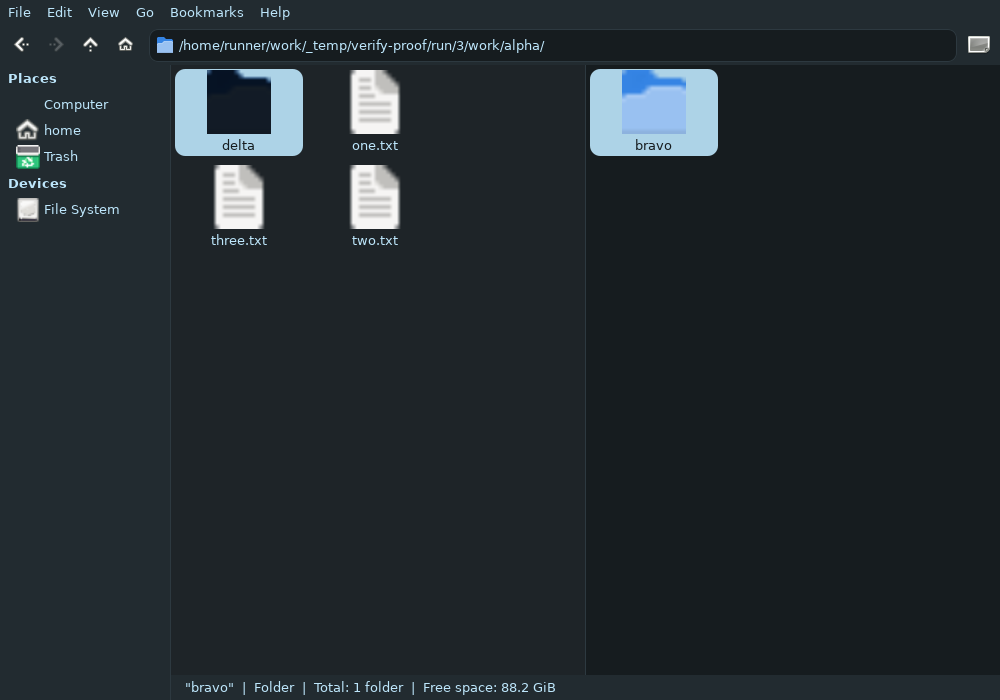 File Edit View Go Bookmarks Help
/home/runner/work/_temp/verify-proof/run/3/work/alpha/
Places
Computer
home
Trash
Devices
File System
delta
one.txt
three.txt
two.txt
bravo
"bravo" | Folder | Total: 1 folder | Free space: 88.2 GiB